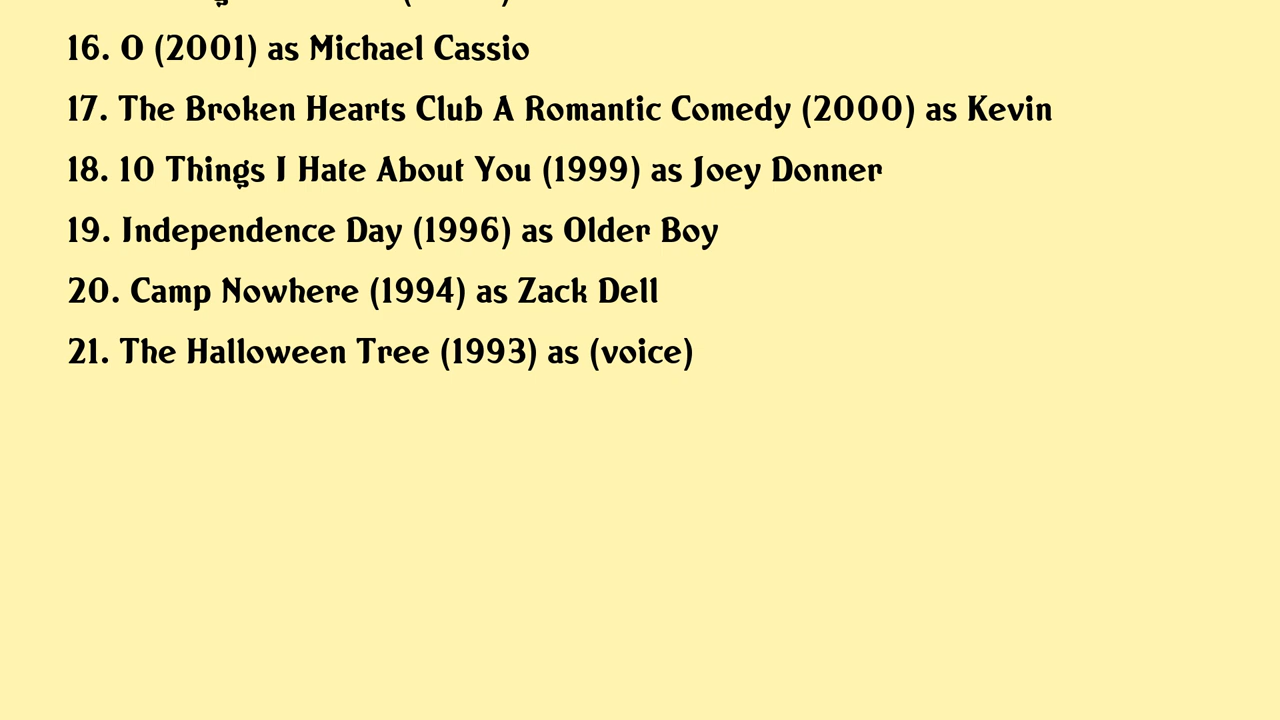 16. O (2001) as Michael Cassio
17. The Broken Hearts Club A Romantic Comedy (2000) as Kevin
18. 10 Things I Hate About You (1999) as Joey Donner
19. Independence Day (1996) as Older Boy
20. Camp Nowhere (1994) as Zack Dell
21. The Halloween Tree (1993) as (voice)